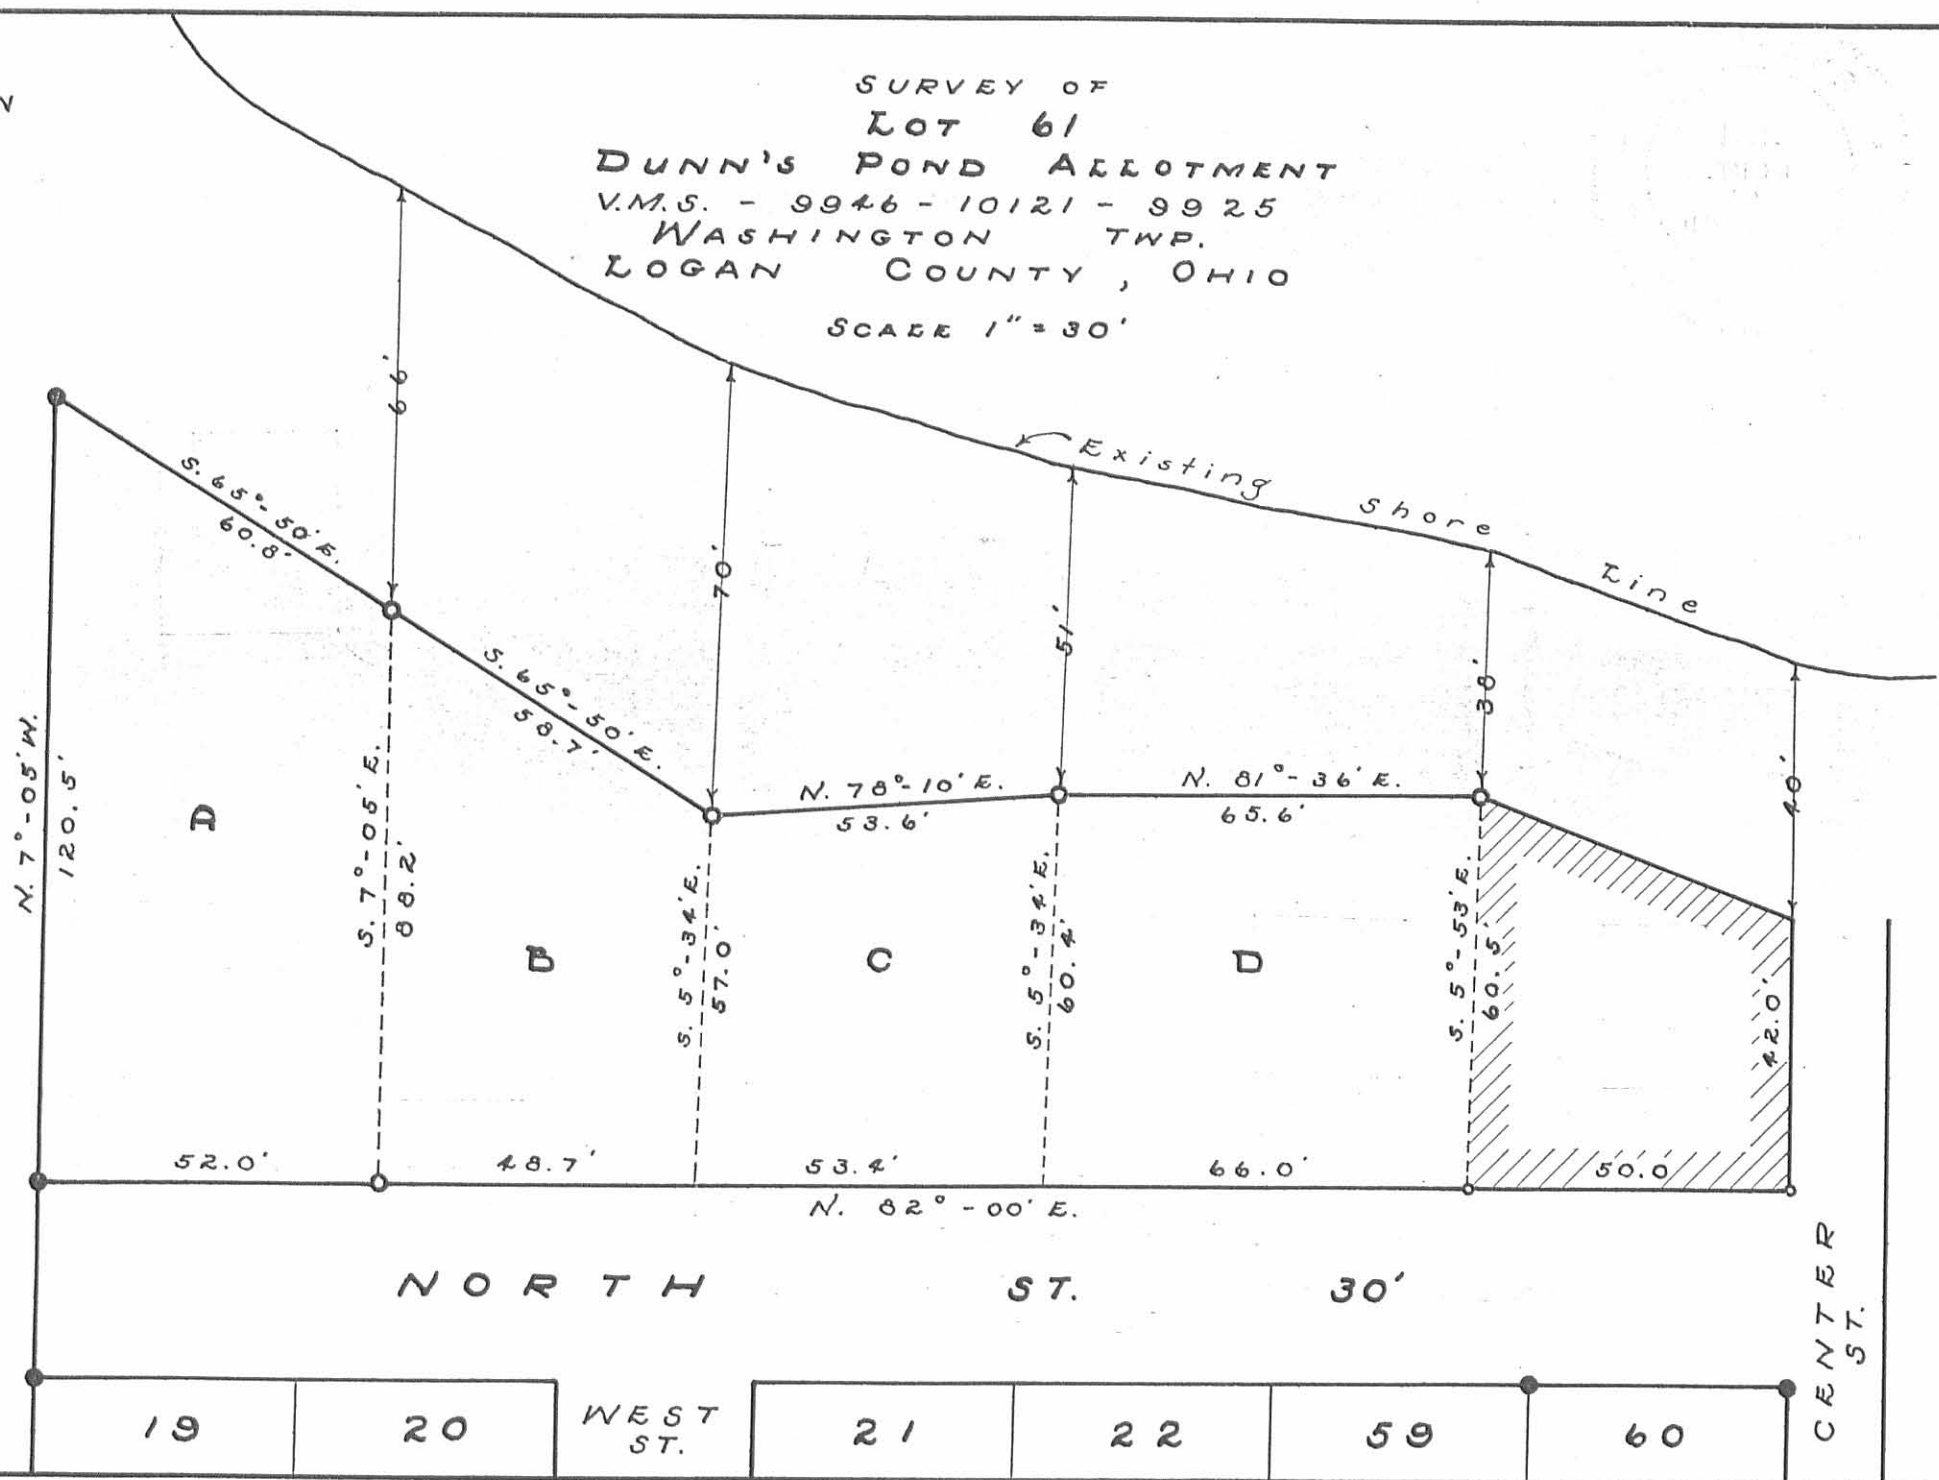 SURVEY OF
LOT 61
DUNN'S POND ALLOTMENT
V.M.S. - 9946 - 10121 - 9925
WASHINGTON TWP.
LOGAN COUNTY, OHIO
SCALE 1" = 30'
N
66'
70'
51'
38'
40'
Existing Shore Line
S. 65°-50' E.
60.8'
S. 65°-50' E.
58.7'
N. 78°-10' E.
53.6'
N. 81°-36' E.
65.6'
N. 7°-05' W.
120.5'
A
S. 7°-05' E.
88.2'
B
S. 5°-34' E.
57.0'
C
S. 5°-34' E.
60.4'
D
S. 5°-53' E.
60.5'
42.0'
52.0'
48.7'
53.4'
66.0'
50.0
N. 82°-00' E.
NORTH ST. 30'
CENTER ST.
19
20
WEST
ST.
21
22
59
60